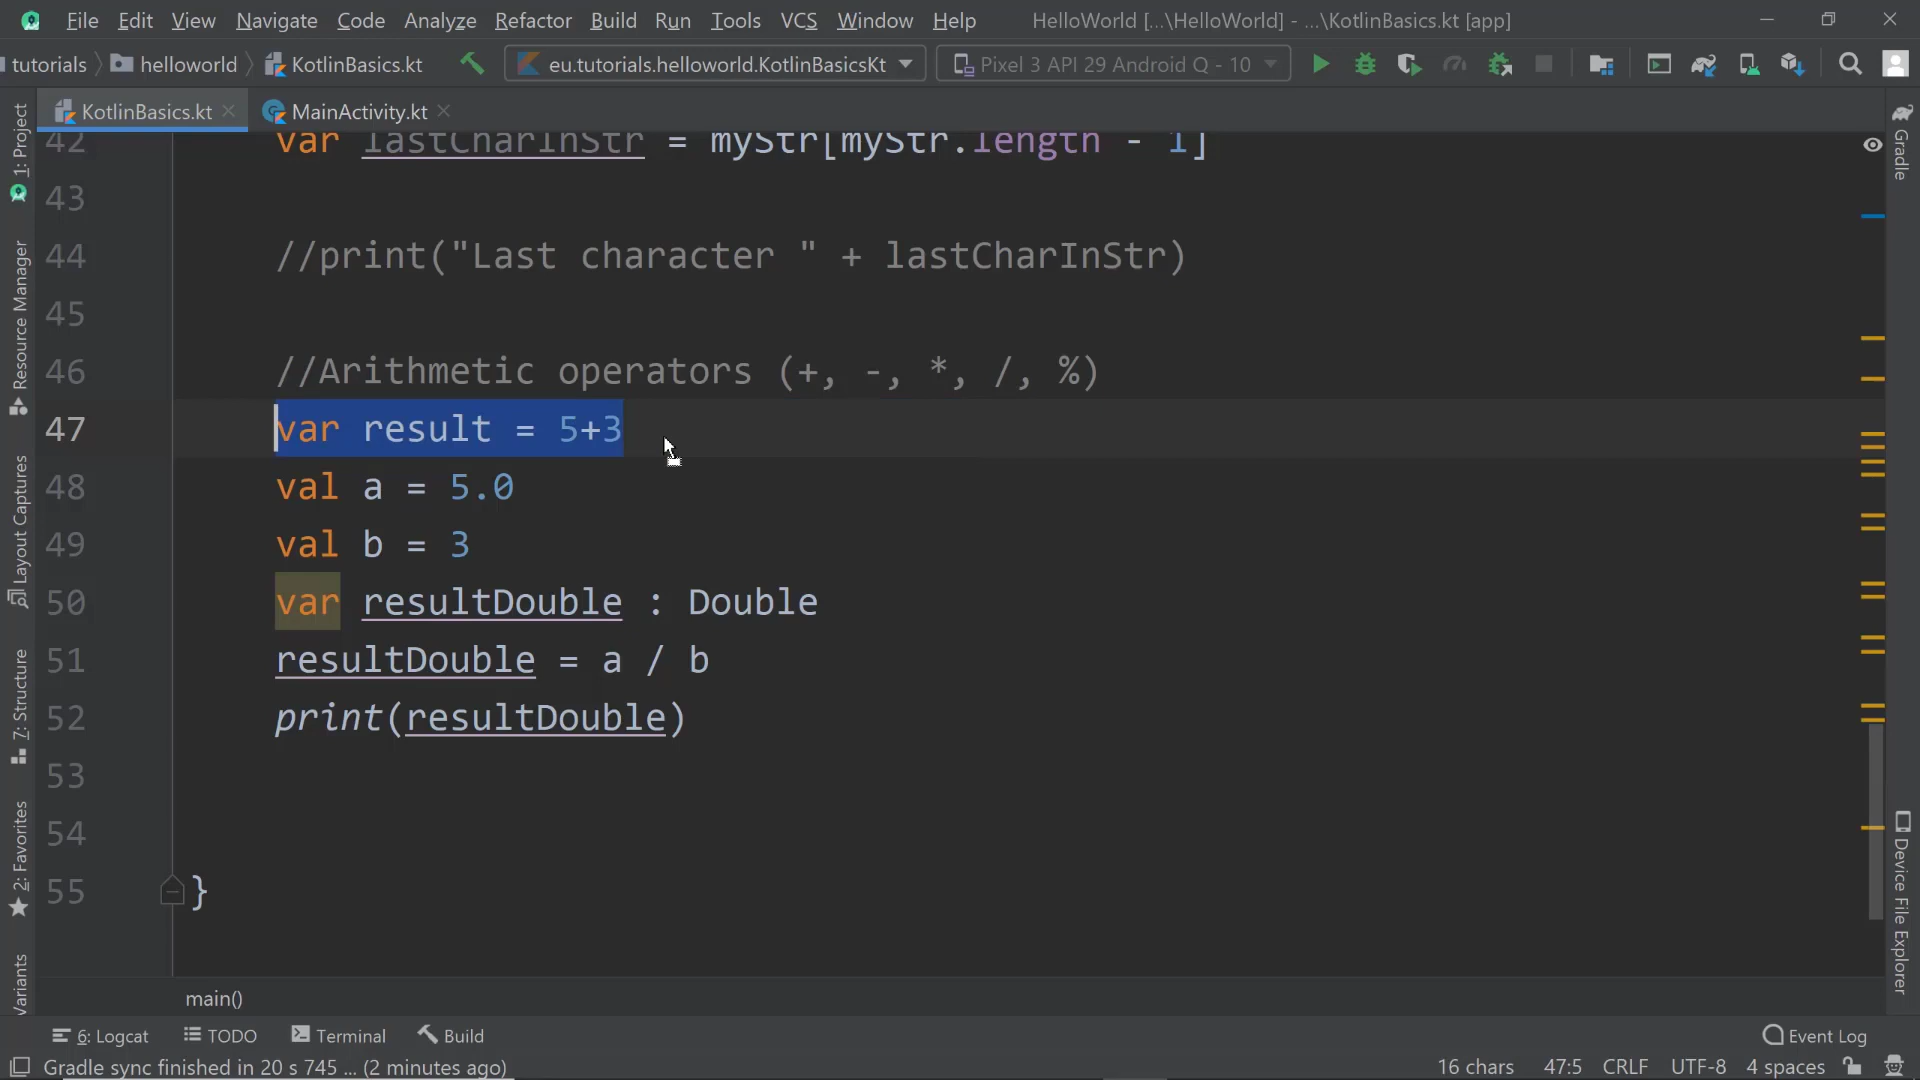 File Edit View Navigate Code Analyze Refactor Build Run Tools VCS Window Help HelloWorld [...\HelloWorld] - ...\KotlinBasics.kt [app]
tutorials helloworld KotlinBasics.kt eu.tutorials.helloworld.KotlinBasicsKt Pixel 3 API 29 Android Q - 10
KotlinBasics.kt MainActivity.kt
42 var lastCharInStr = myStr[myStr.length - 1]
43
44 //print("Last character " + lastCharInStr)
45
46 //Arithmetic operators (+, -, *, /, %)
47 var result = 5+3
48 val a = 5.0
49 val b = 3
50 var resultDouble : Double
51 resultDouble = a / b
52 print(resultDouble)
53
54
55 }
main()
1: Project
Resource Manager
Layout Captures
7: Structure
2: Favorites
Variants
Gradle
Device File Explorer
6: Logcat TODO Terminal Build Event Log
Gradle sync finished in 20 s 745 ... (2 minutes ago) 16 chars 47:5 CRLF UTF-8 4 spaces